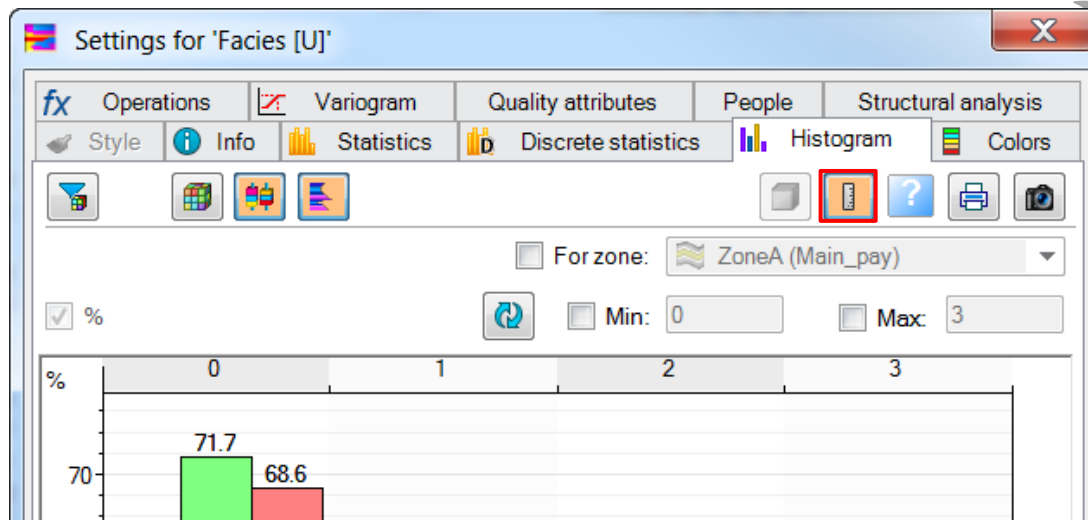 Settings for 'Facies [U]'
X
fx Operations Variogram Quality attributes People Structural analysis
Style Info Statistics D Discrete statistics Histogram Colors
?
For zone: ZoneA (Main_pay)
% Min: 0 Max: 3
% 0 1 2 3
71.7
70 68.6